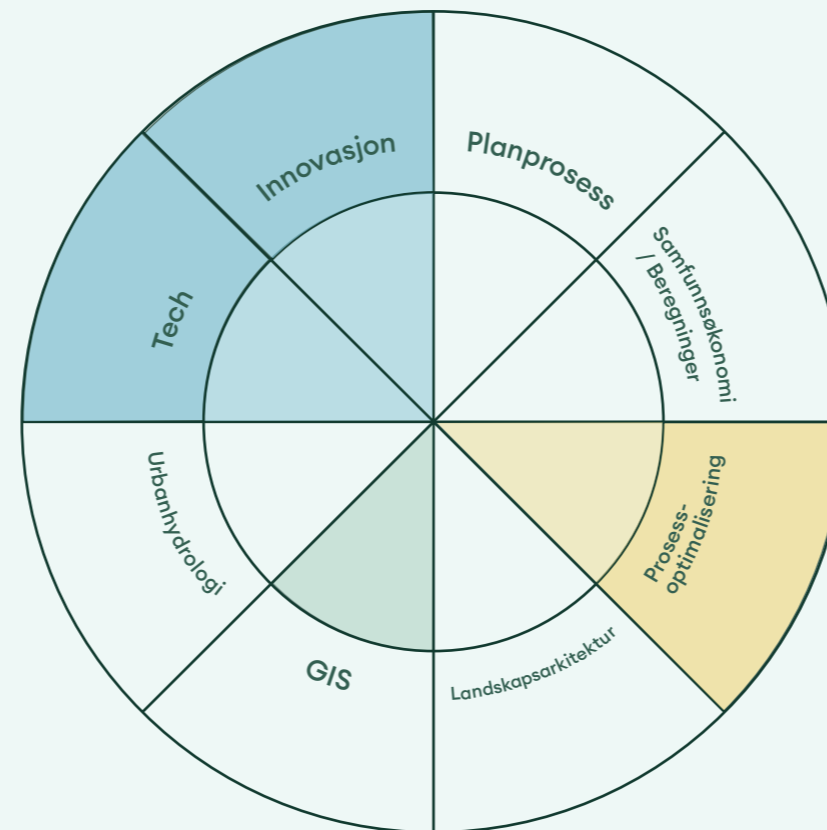 Innovasjon
Planprosess
Samfunnsøkonomi
/ Beregninger
Tech
Prosess-
optimalisering
Urbanhydrologi
GIS
Landskapsarkitektur